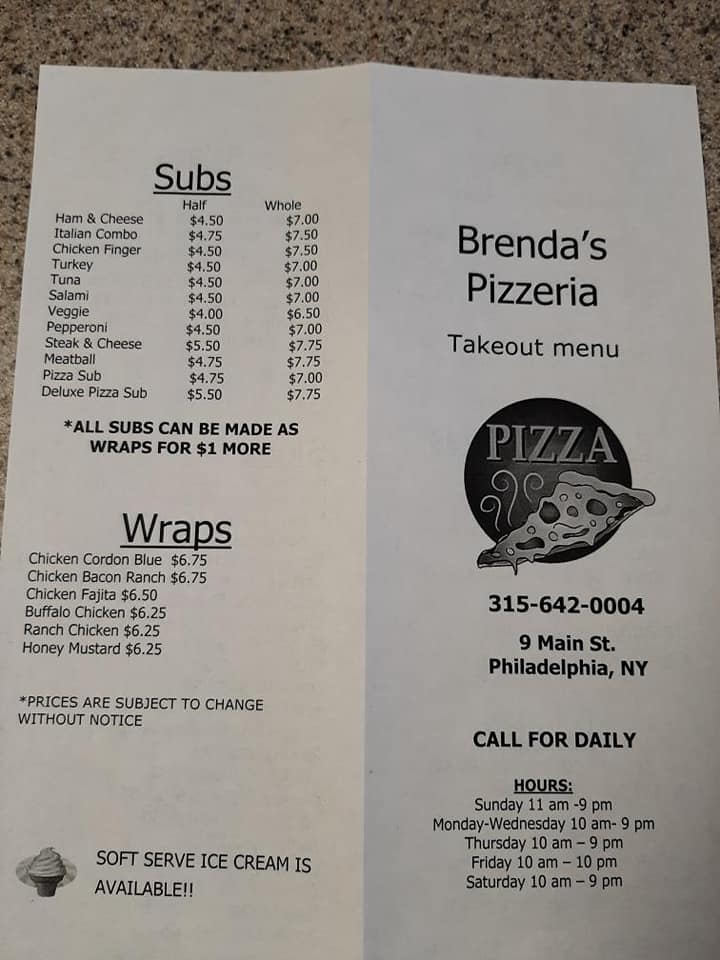 Subs
Half Whole
Ham & Cheese $4.50 $7.00
Italian Combo $4.75 $7.50
Chicken Finger $4.50 $7.50
Turkey $4.50 $7.00
Tuna $4.50 $7.00
Salami $4.50 $7.00
Veggie $4.00 $6.50
Pepperoni $4.50 $7.00
Steak & Cheese $5.50 $7.75
Meatball $4.75 $7.75
Pizza Sub $4.75 $7.00
Deluxe Pizza Sub $5.50 $7.75
*ALL SUBS CAN BE MADE AS
WRAPS FOR $1 MORE
Wraps
Chicken Cordon Blue $6.75
Chicken Bacon Ranch $6.75
Chicken Fajita $6.50
Buffalo Chicken $6.25
Ranch Chicken $6.25
Honey Mustard $6.25
*PRICES ARE SUBJECT TO CHANGE
WITHOUT NOTICE
SOFT SERVE ICE CREAM IS
AVAILABLE!!
Brenda's
Pizzeria
Takeout menu
PIZZA
315-642-0004
9 Main St.
Philadelphia, NY
CALL FOR DAILY
HOURS:
Sunday 11 am -9 pm
Monday-Wednesday 10 am- 9 pm
Thursday 10 am – 9 pm
Friday 10 am – 10 pm
Saturday 10 am – 9 pm